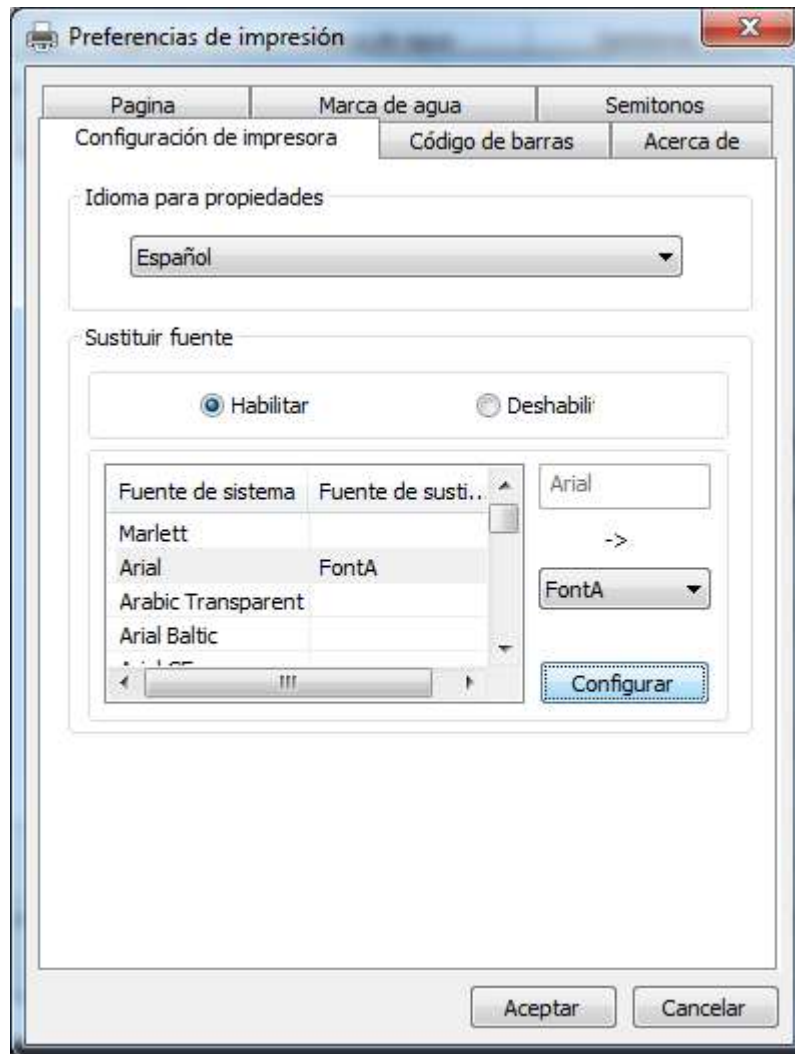 Preferencias de impresión
Pagina Marca de agua Semitonos
Configuración de impresora Código de barras Acerca de
Idioma para propiedades
Español
Sustituir fuente
Habilitar Deshabili
Fuente de sistema Fuente de susti... Arial
Marlett ->
Arial FontA
Arabic Transparent FontA
Arial Baltic
Configurar
Aceptar Cancelar